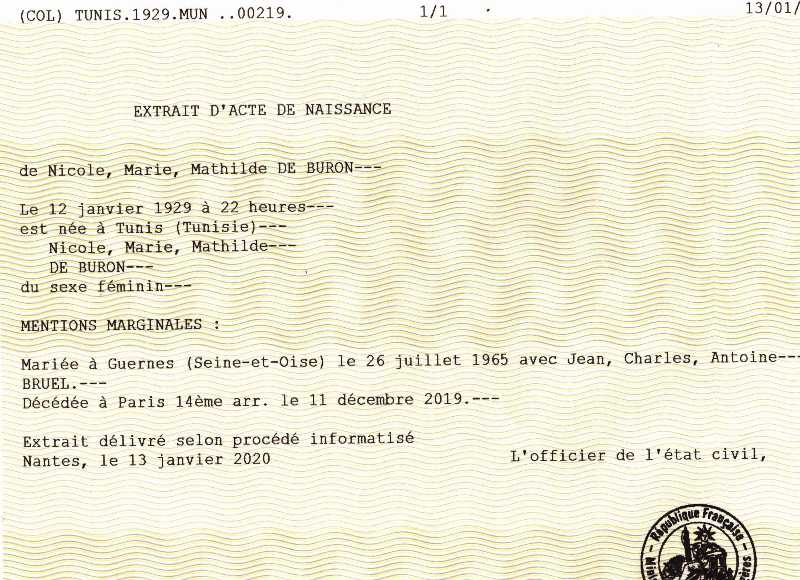 (COL) TUNIS.1929.MUN ..00219. 1/1 13/01/
EXTRAIT D'ACTE DE NAISSANCE
de Nicole, Marie, Mathilde DE BURON---
Le 12 janvier 1929 à 22 heures---
est née à Tunis (Tunisie)---
Nicole, Marie, Mathilde---
DE BURON---
du sexe féminin---
MENTIONS MARGINALES :
Mariée à Guernes (Seine-et-Oise) le 26 juillet 1965 avec Jean, Charles, Antoine---
BRUEL.---
Décédée à Paris 14ème arr. le 11 décembre 2019.---
Extrait délivré selon procédé informatisé
Nantes, le 13 janvier 2020
L'officier de l'état civil,
République Française